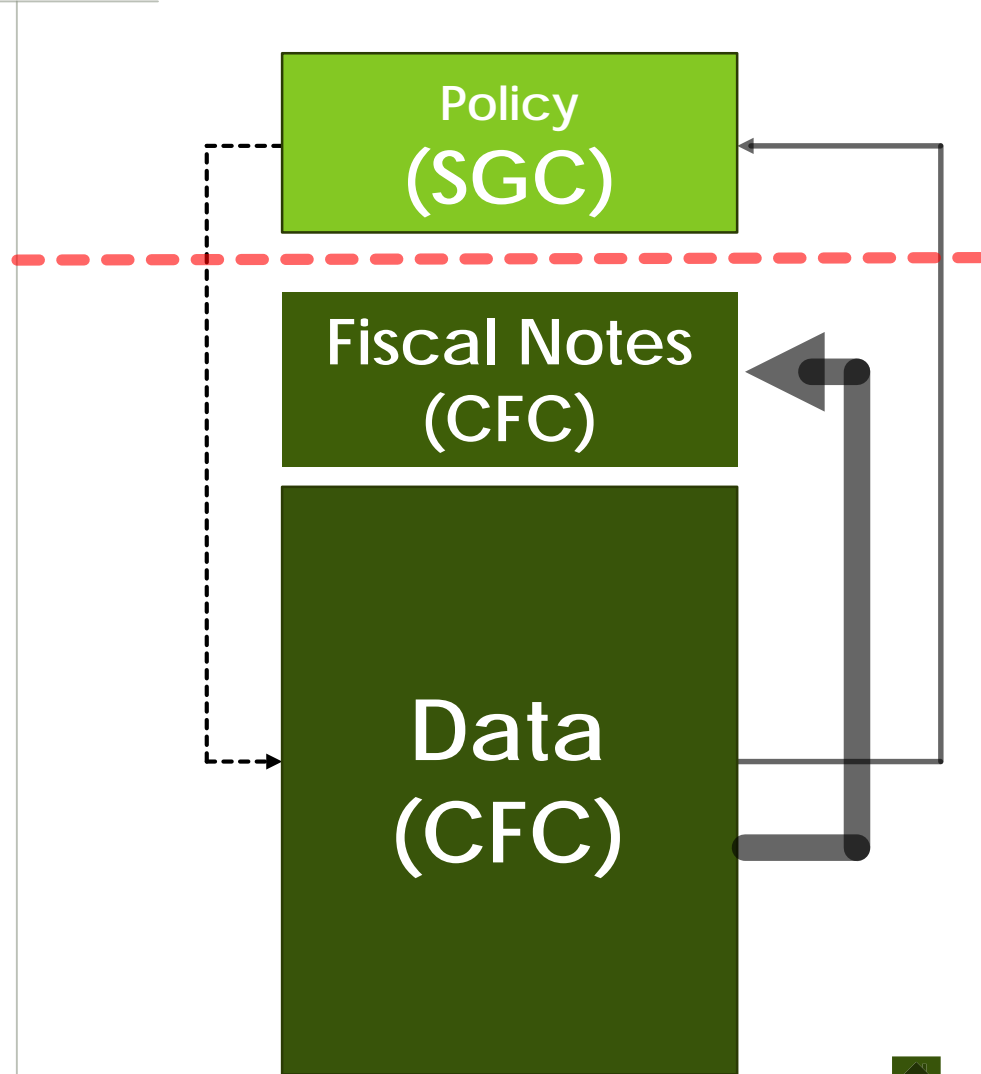 Policy
(SGC)
Fiscal Notes
(CFC)
Data
(CFC)